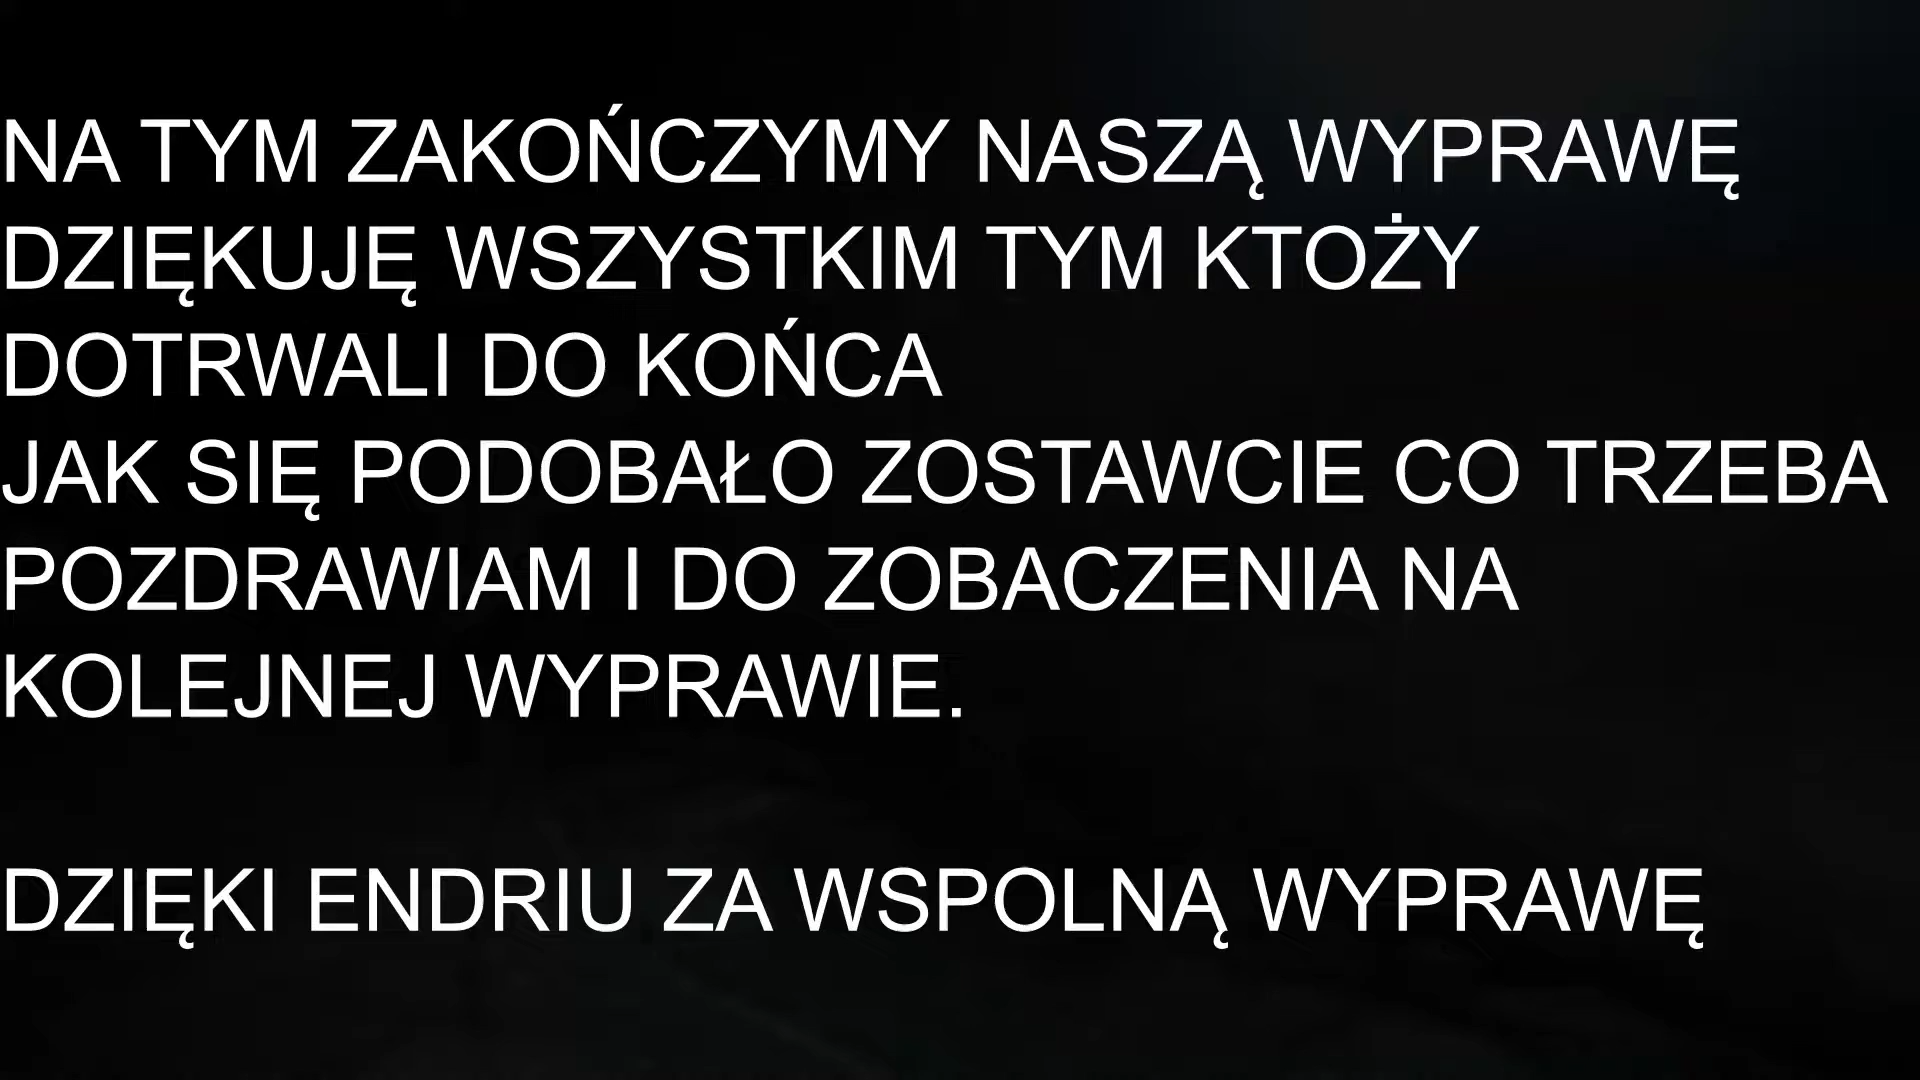 NA TYM ZAKOŃCZYMY NASZĄ WYPRAWĘ
DZIĘKUJĘ WSZYSTKIM TYM KTOŻY
DOTRWALI DO KOŃCA
JAK SIĘ PODOBAŁO ZOSTAWCIE CO TRZEBA
POZDRAWIAM I DO ZOBACZENIA NA
KOLEJNEJ WYPRAWIE.
DZIĘKI ENDRIU ZA WSPOLNĄ WYPRAWĘ